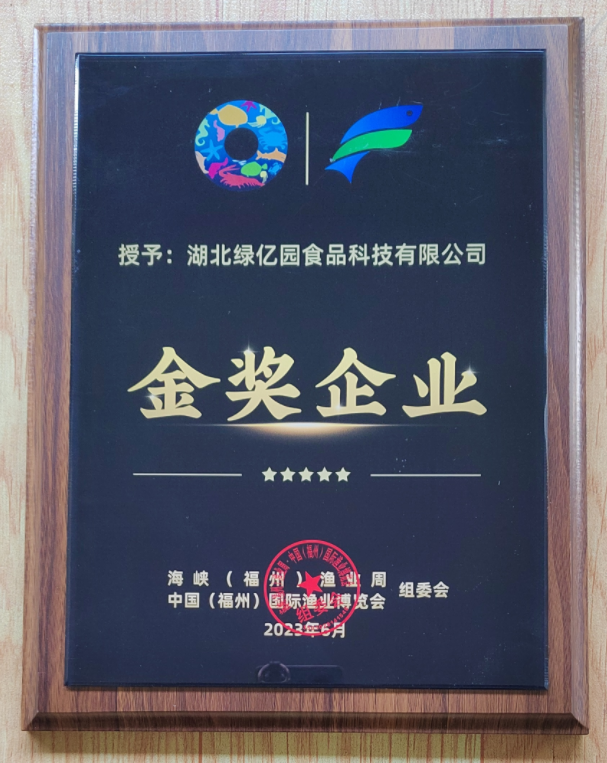 授予：湖北绿亿园食品科技有限公司
金奖企业
海峡（福州）渔业周
中国（福州）国际渔业博览会
组委会
2023年6月